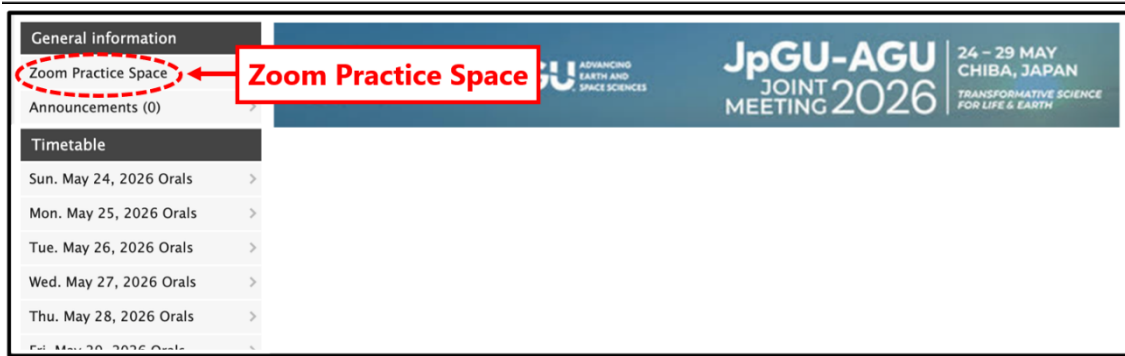 General information
Zoom Practice Space
Announcements (0)
Timetable
Sun. May 24, 2026 Orals
Mon. May 25, 2026 Orals
Tue. May 26, 2026 Orals
Wed. May 27, 2026 Orals
Thu. May 28, 2026 Orals
Zoom Practice Space
ADVANCING
EARTH AND
SPACE SCIENCES
JpGU-AGU
JOINT
MEETING 2026
24 – 29 MAY
CHIBA, JAPAN
TRANSFORMATIVE SCIENCE
FOR LIFE & EARTH